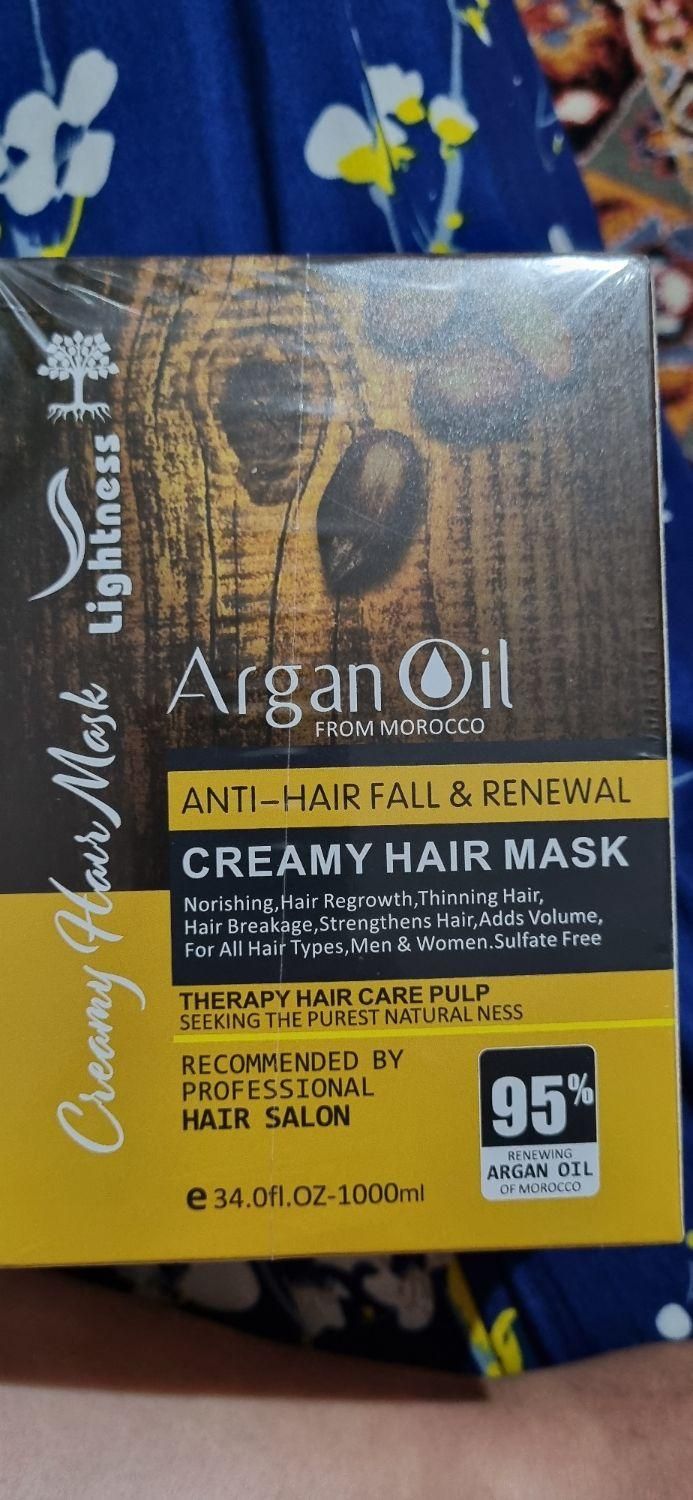 Lightness
Creamy Hair Mask
Argan Oil
FROM MOROCCO
ANTI-HAIR FALL & RENEWAL
CREAMY HAIR MASK
Norishing,Hair Regrowth,Thinning Hair,
Hair Breakage,Strengthens Hair,Adds Volume,
For All Hair Types,Men & Women.Sulfate Free
THERAPY HAIR CARE PULP
SEEKING THE PUREST NATURAL NESS
RECOMMENDED BY
PROFESSIONAL
HAIR SALON
95%
RENEWING
ARGAN OIL
OF MOROCCO
e 34.0fl.OZ-1000ml